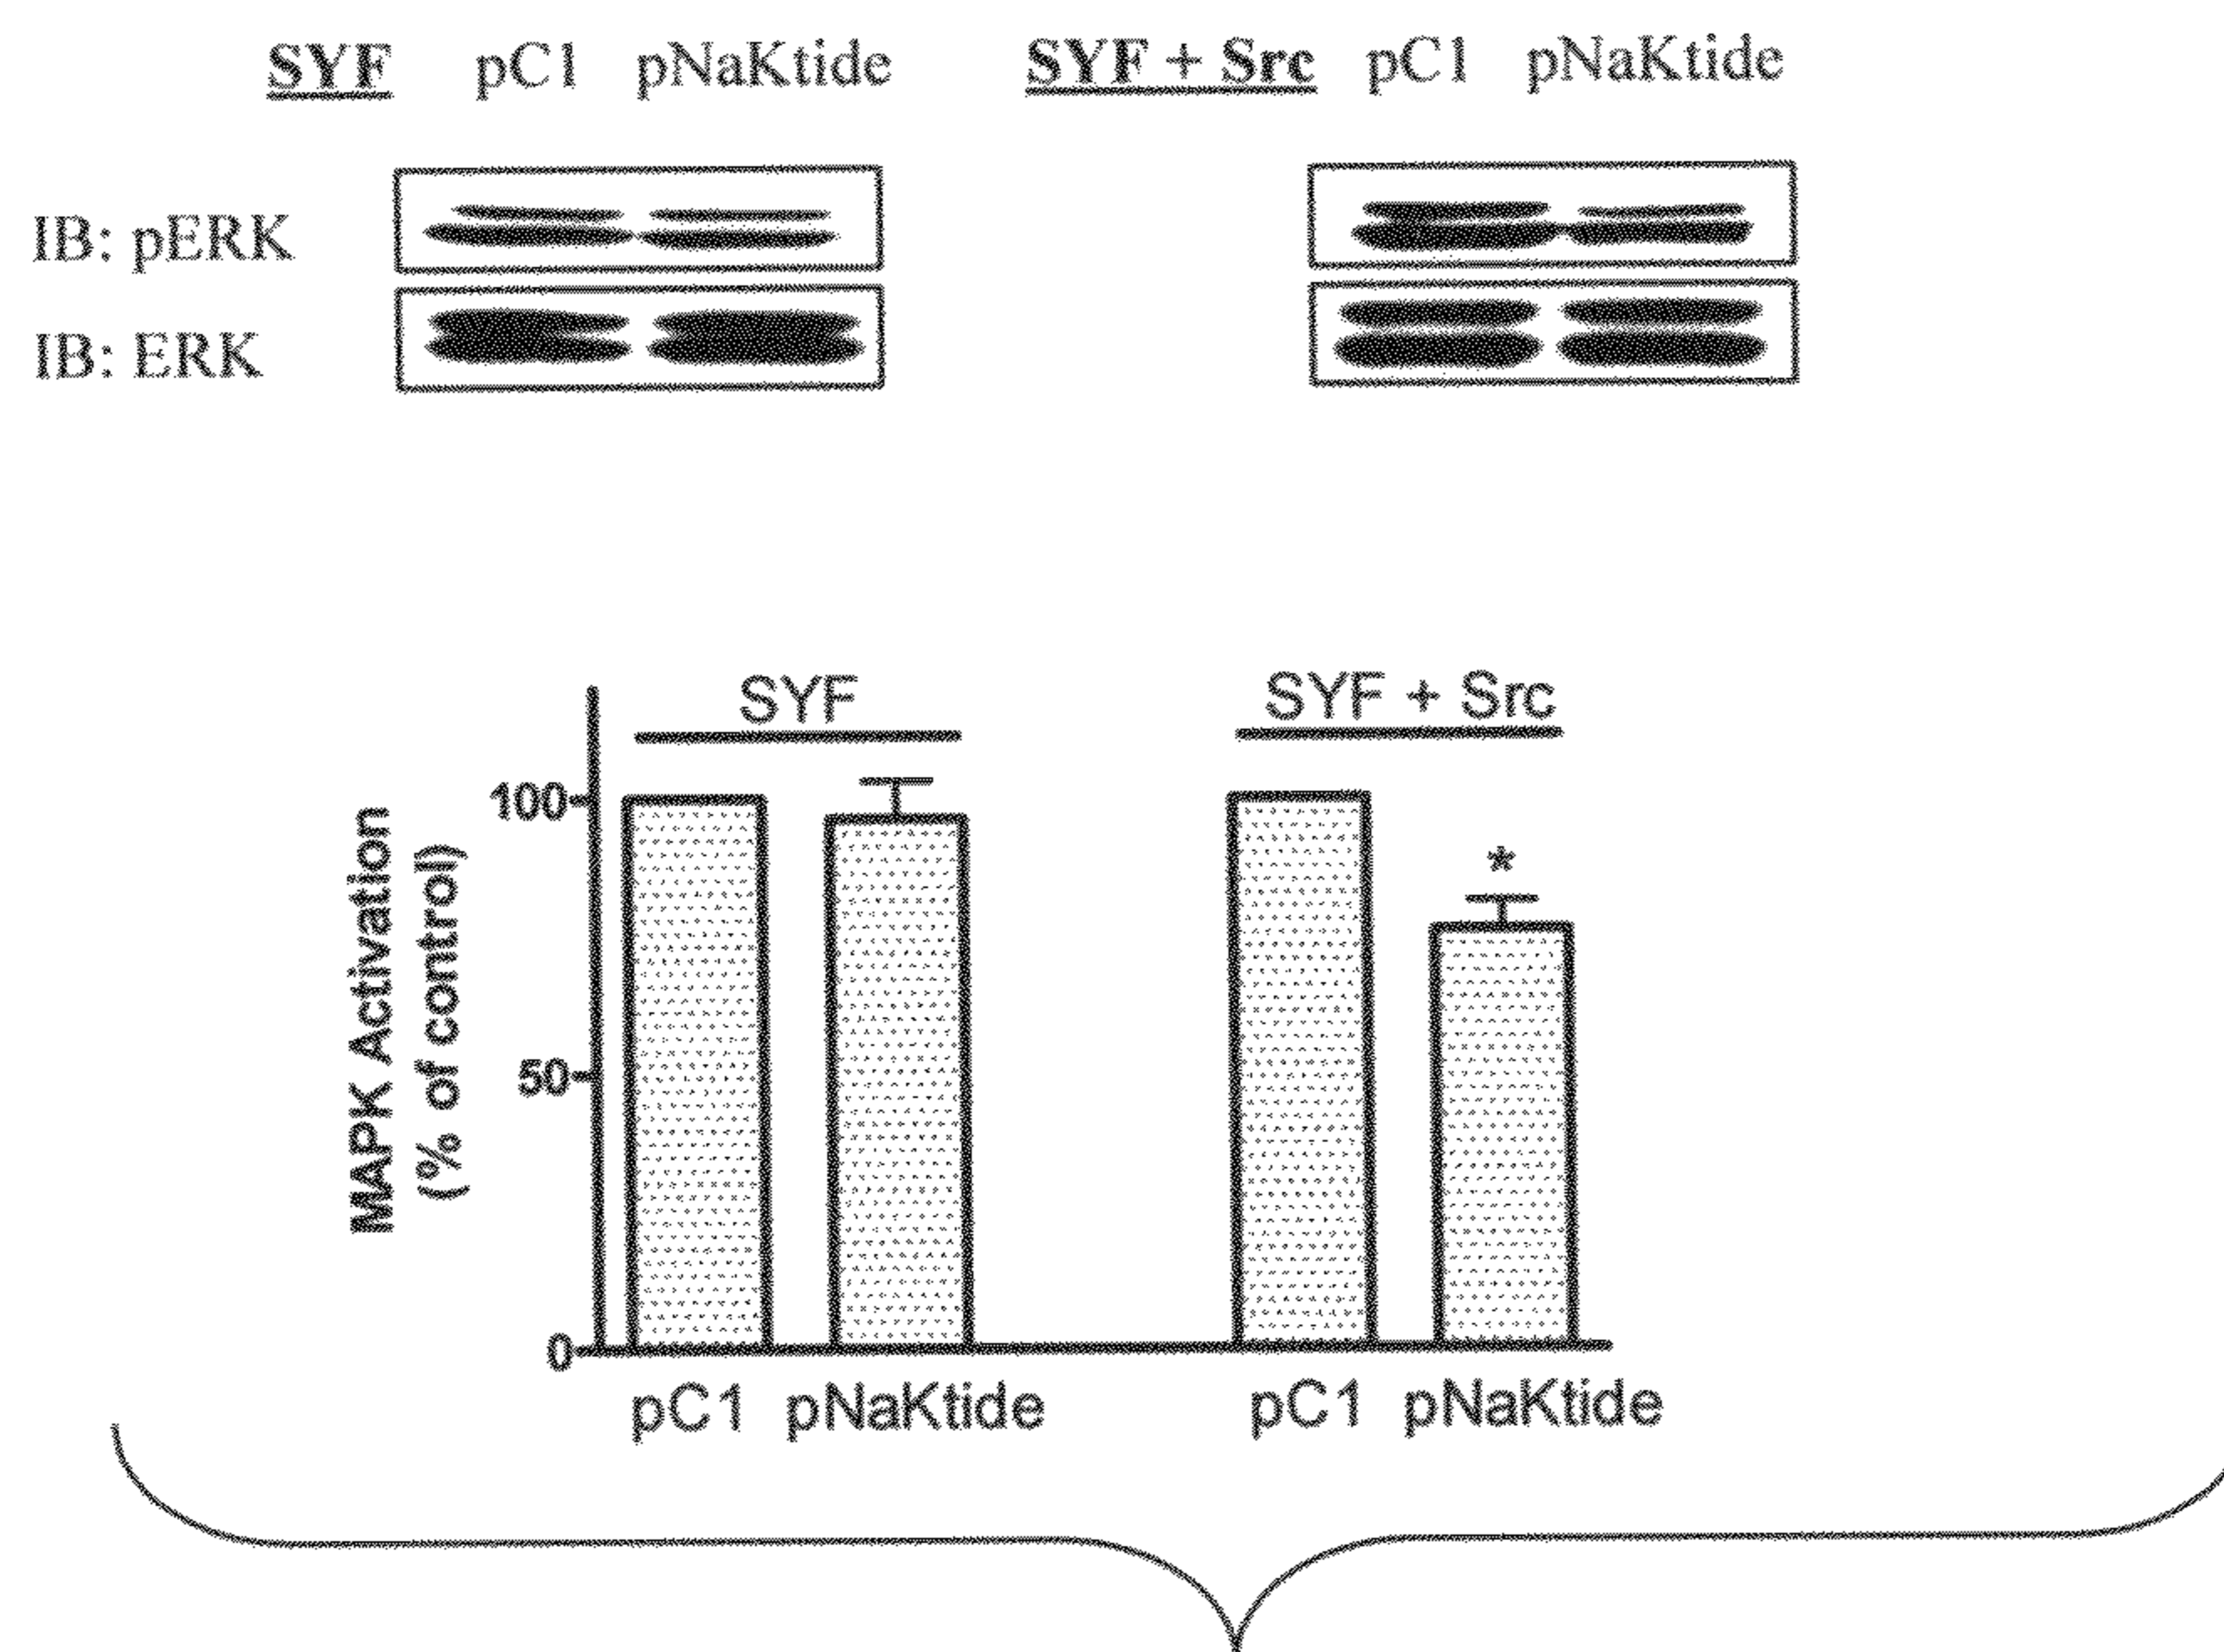 SYF pC1 pNaKtide SYF + Src pC1 pNaKtide
IB: pERK
IB: ERK
SYF SYF + Src
MAPK Activation
(% of control)
100
*
50
0
pC1 pNaKtide pC1 pNaKtide